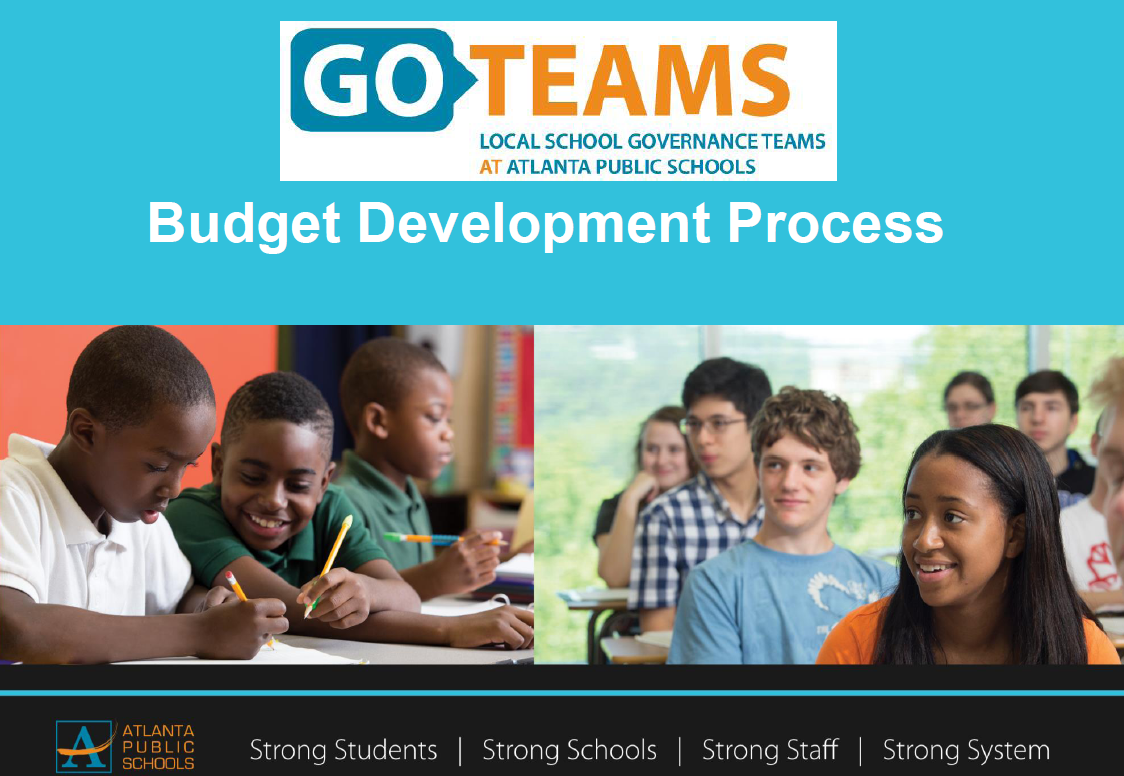 GO TEAMS
LOCAL SCHOOL GOVERNANCE TEAMS
AT ATLANTA PUBLIC SCHOOLS
Budget Development Process
ATLANTA
PUBLIC
SCHOOLS
Strong Students | Strong Schools | Strong Staff | Strong System